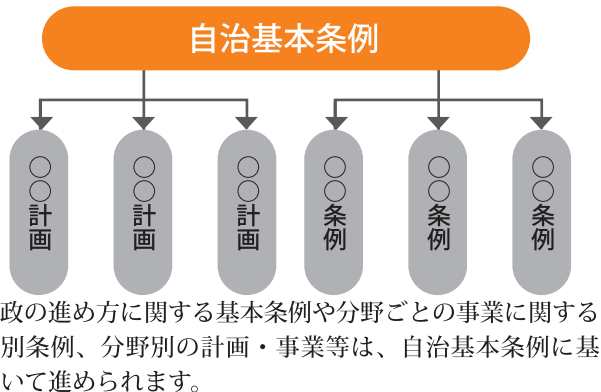 自治基本条例
〇〇計画
〇〇計画
〇〇計画
〇〇条例
〇〇条例
〇〇条例
政の進め方に関する基本条例や分野ごとの事業に関する
別条例、分野別の計画・事業等は、自治基本条例に基
いて進められます。